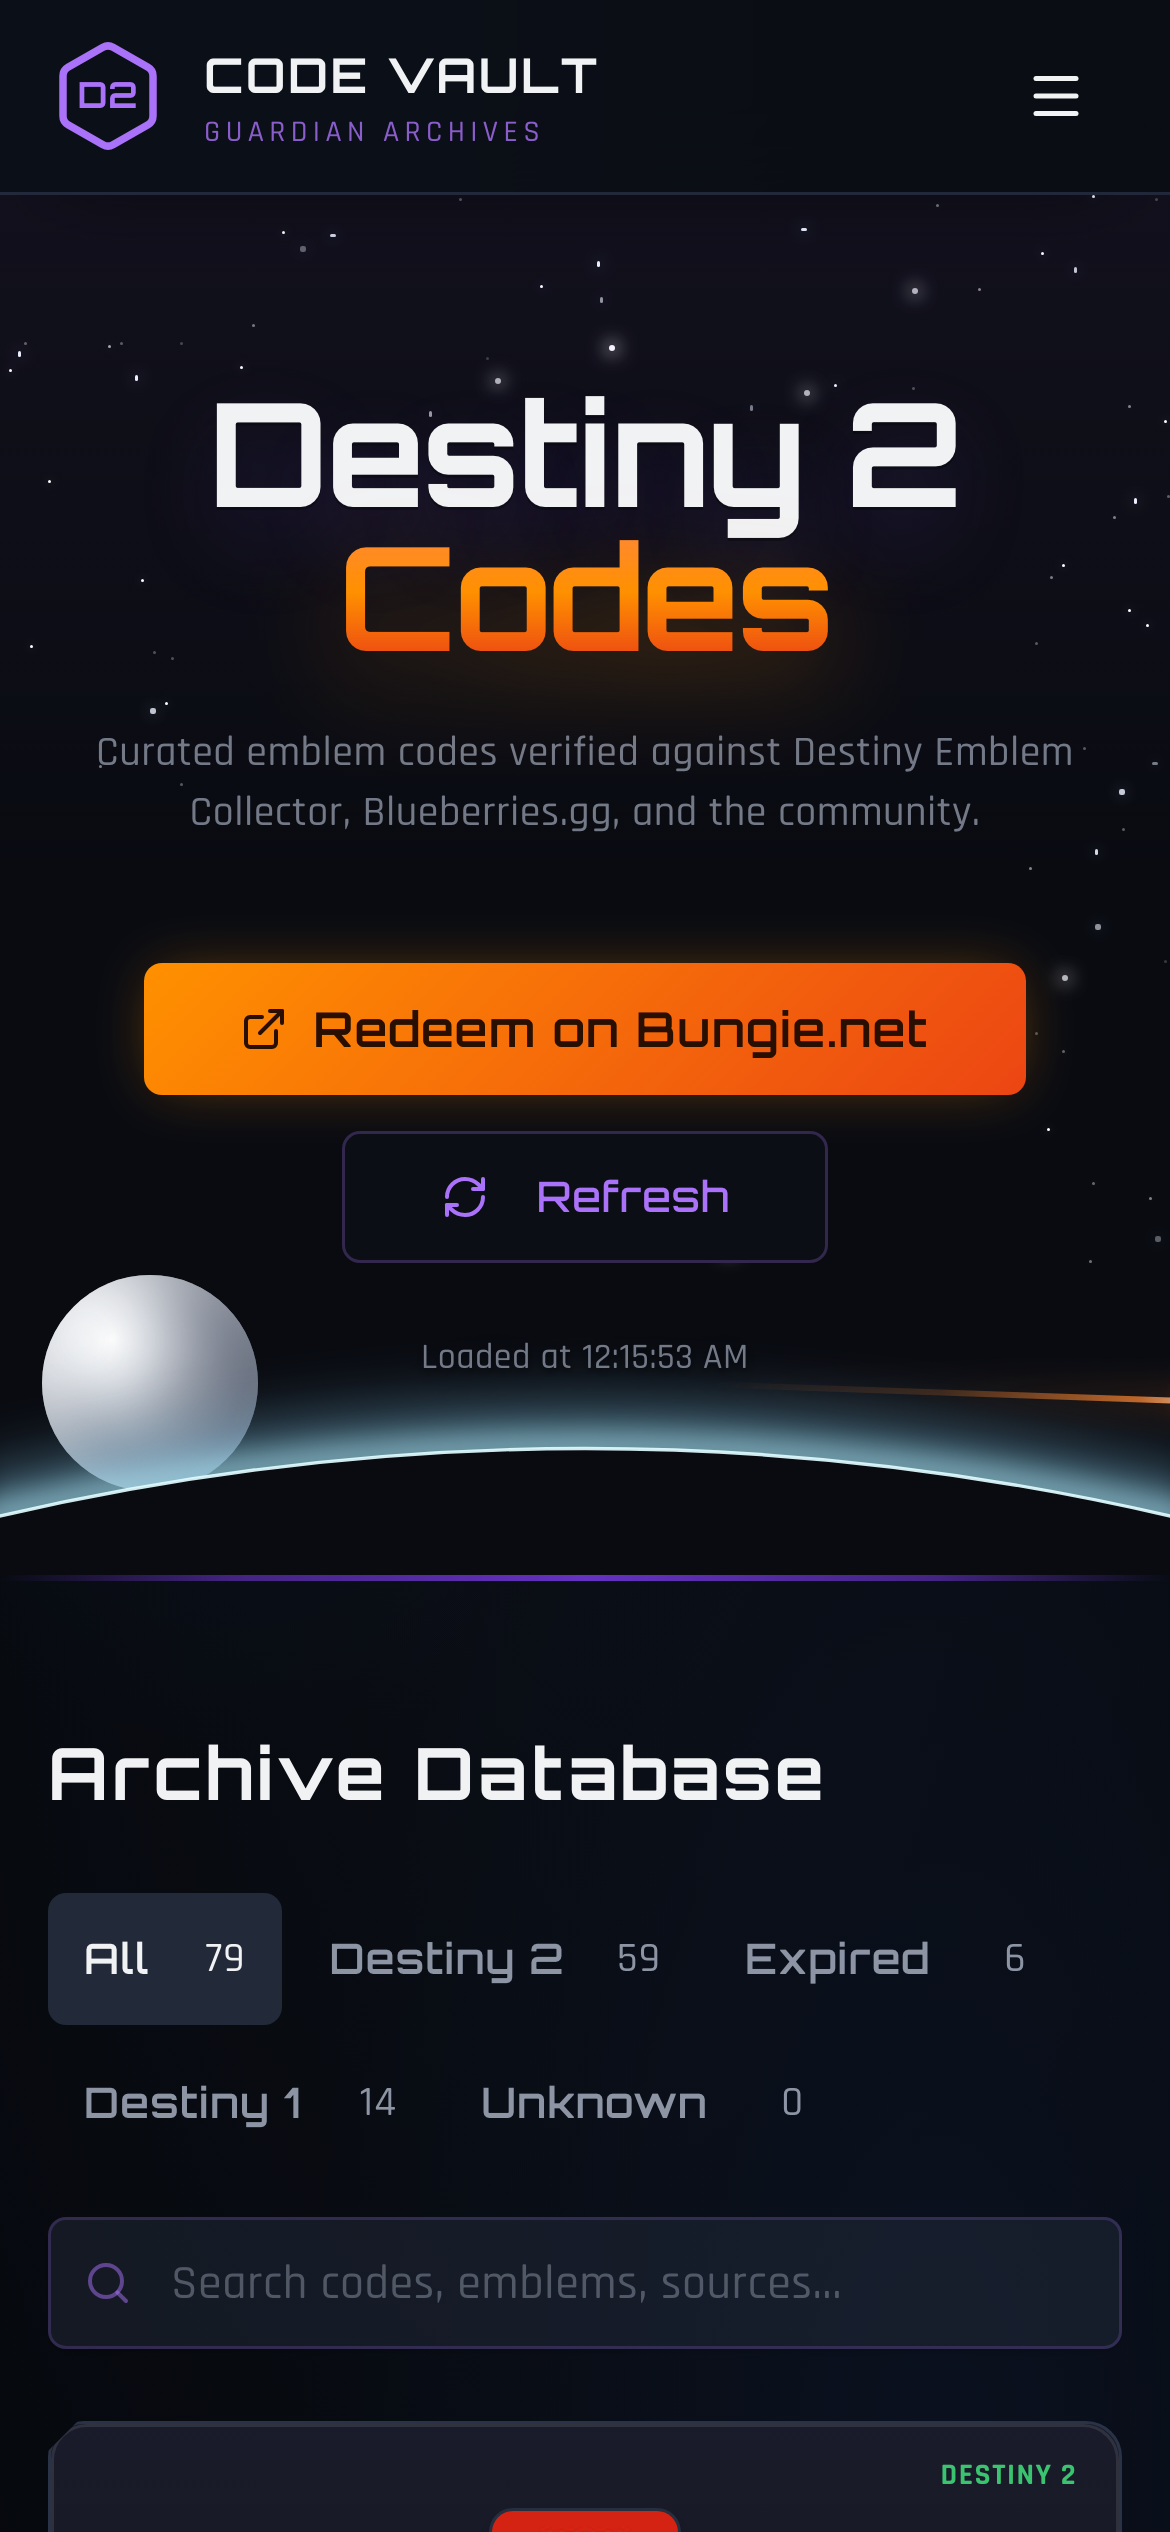 D2
CODE VAULT
GUARDIAN ARCHIVES
Destiny 2
Codes
Curated emblem codes verified against Destiny Emblem
Collector, Blueberries.gg, and the community.
Redeem on Bungie.net
Refresh
Loaded at 12:15:53 AM
Archive Database
All 79 Destiny 2 59 Expired 6
Destiny 1 14 Unknown 0
Search codes, emblems, sources...
DESTINY 2